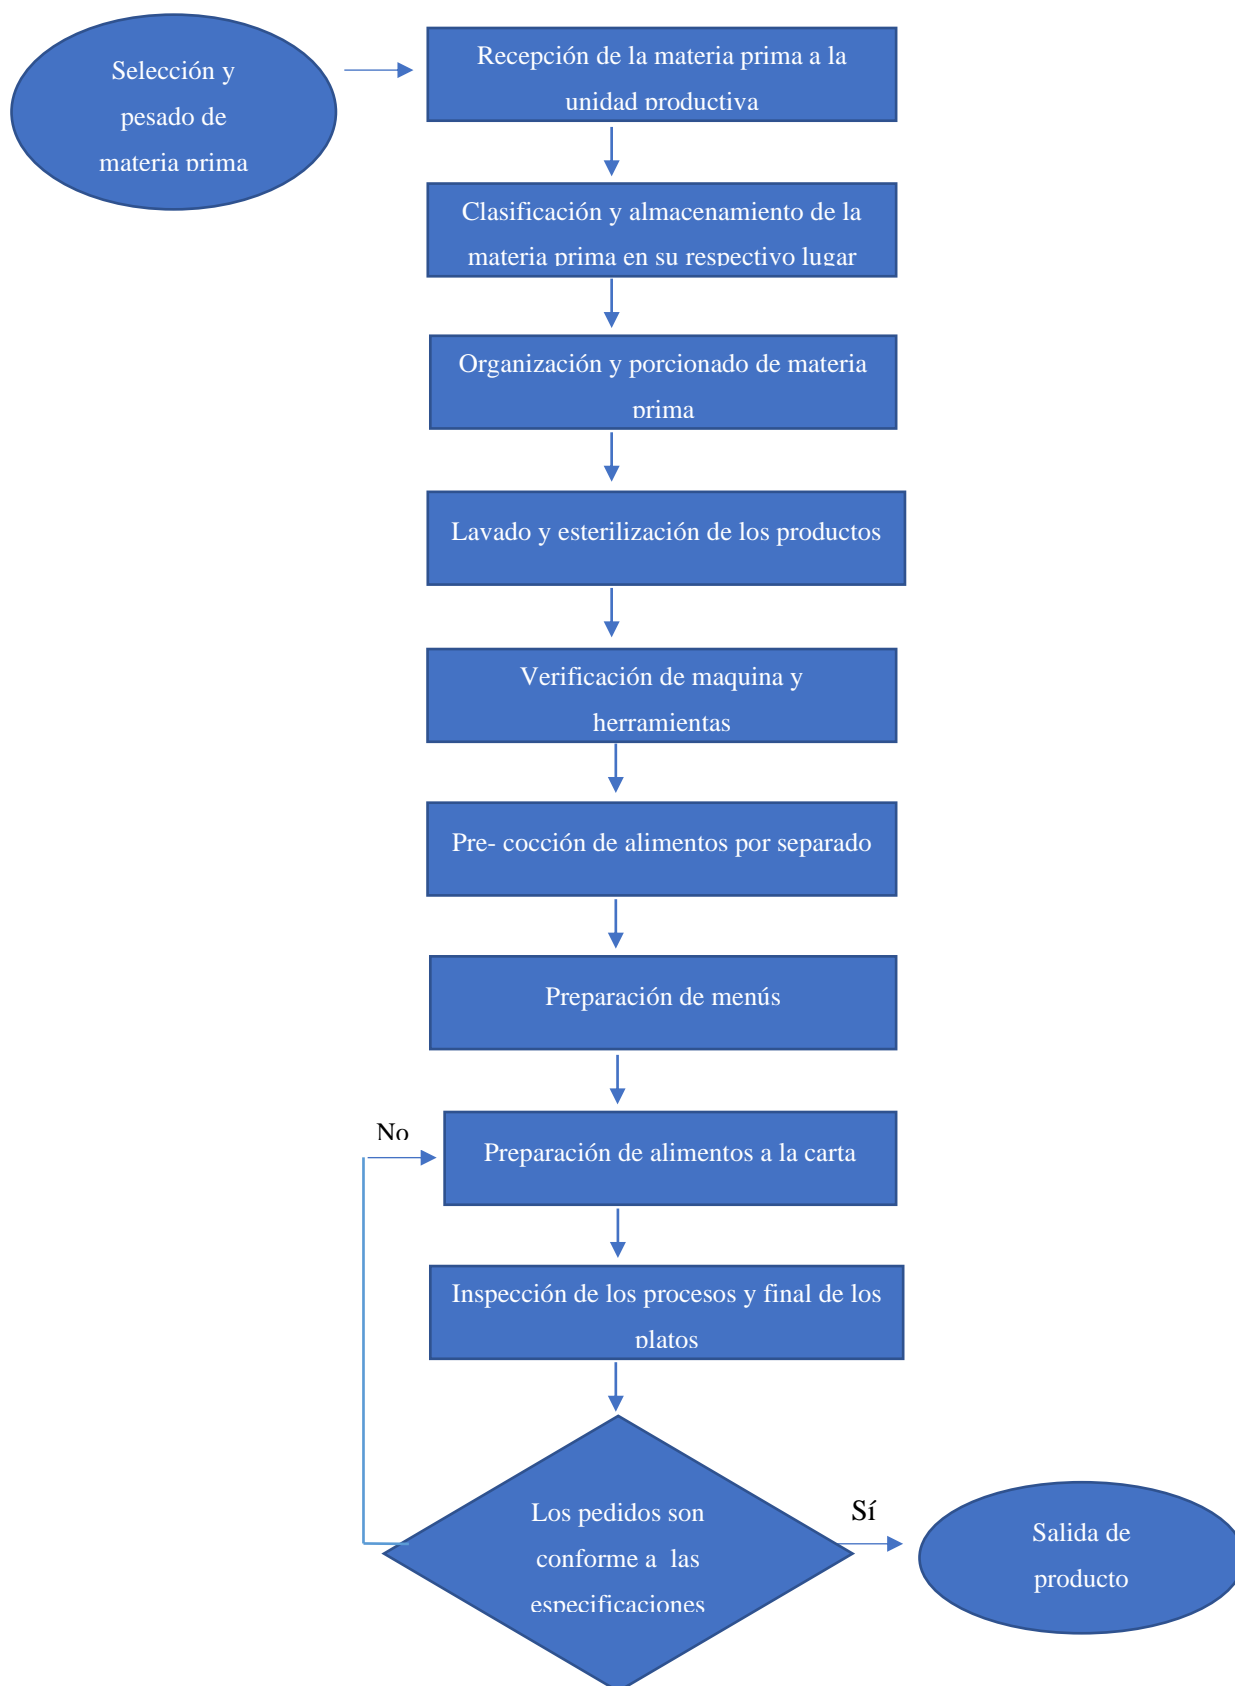 Selección y
pesado de
materia prima
Recepción de la materia prima a la
unidad productiva
Clasificación y almacenamiento de la
materia prima en su respectivo lugar
Organización y porcionado de materia
prima
Lavado y esterilización de los productos
Verificación de maquina y
herramientas
Pre- cocción de alimentos por separado
Preparación de menús
No
Preparación de alimentos a la carta
Inspección de los procesos y final de los
platos
Los pedidos son
conforme a  las
especificaciones
Sí
Salida de
producto